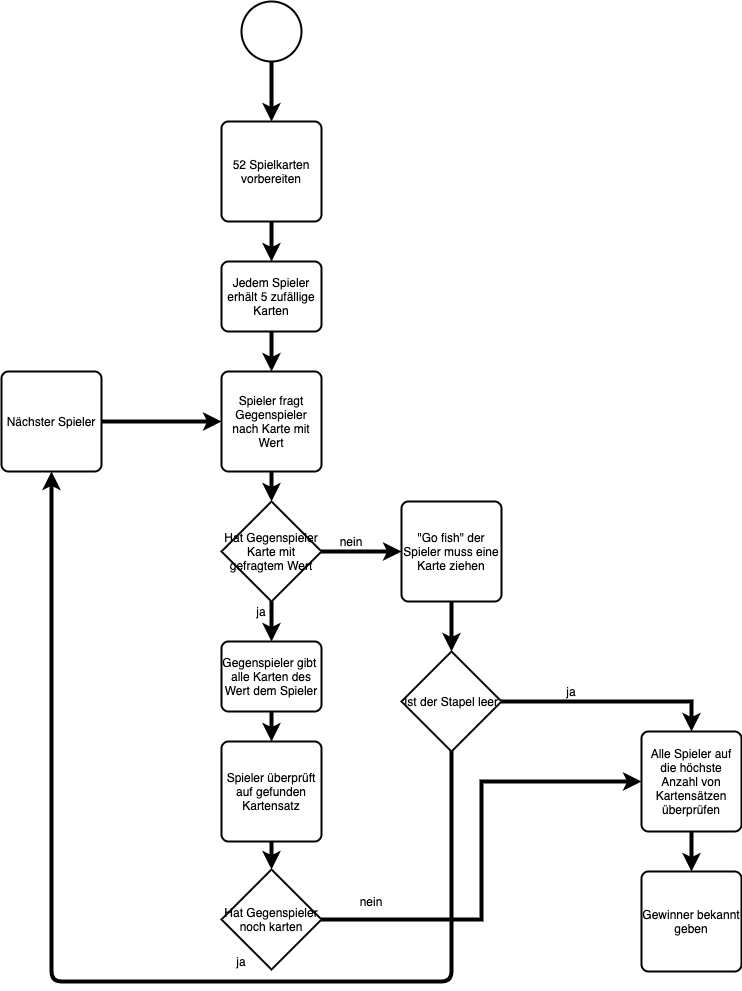 52 Spielkarten
vorbereiten
Jedem Spieler
erhält 5 zufällige
Karten
Nächster Spieler
Spieler fragt
Gegenspieler
nach Karte mit
Wert
Hat Gegenspieler
Karte mit
gefragtem Wert
nein
"Go fish" der
Spieler muss eine
Karte ziehen
ja
Gegenspieler gibt
alle Karten des
Wert dem Spieler
Ist der Stapel leer
ja
Spieler überprüft
auf gefunden
Kartensatz
Alle Spieler auf
die höchste
Anzahl von
Kartensätzen
überprüfen
Hat Gegenspieler
noch karten
nein
ja
Gewinner bekannt
geben